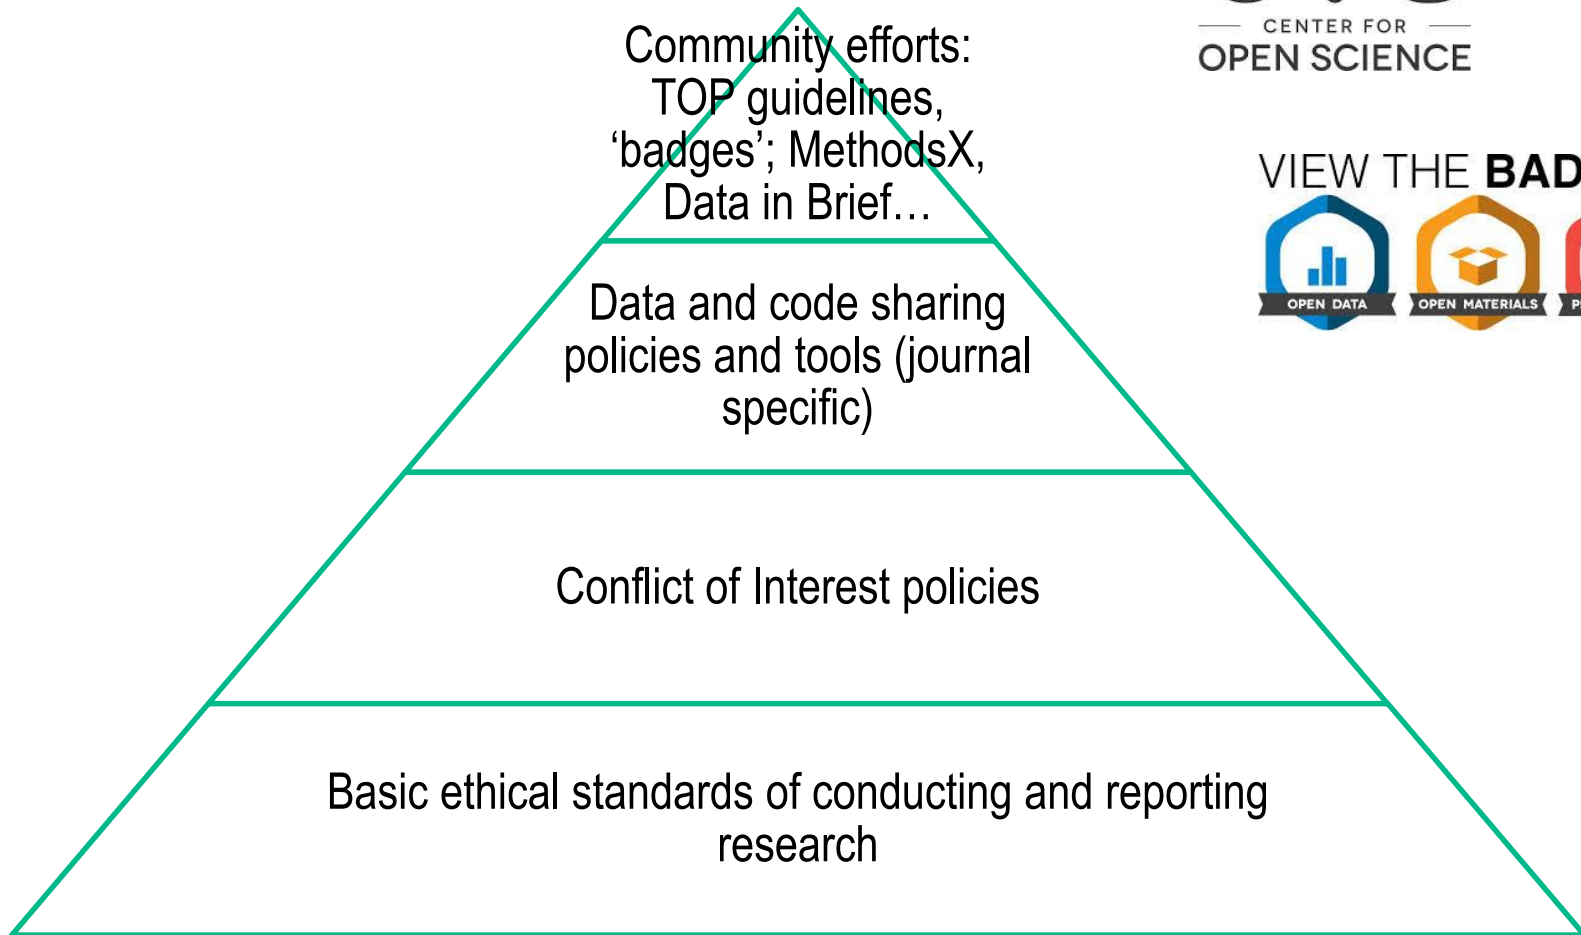 Community efforts:
TOP guidelines,
‘badges’; MethodsX,
Data in Brief…
Data and code sharing
policies and tools (journal
specific)
Conflict of Interest policies
Basic ethical standards of conducting and reporting
research
CENTER FOR
OPEN SCIENCE
VIEW THE BAD
OPEN DATA
OPEN MATERIALS